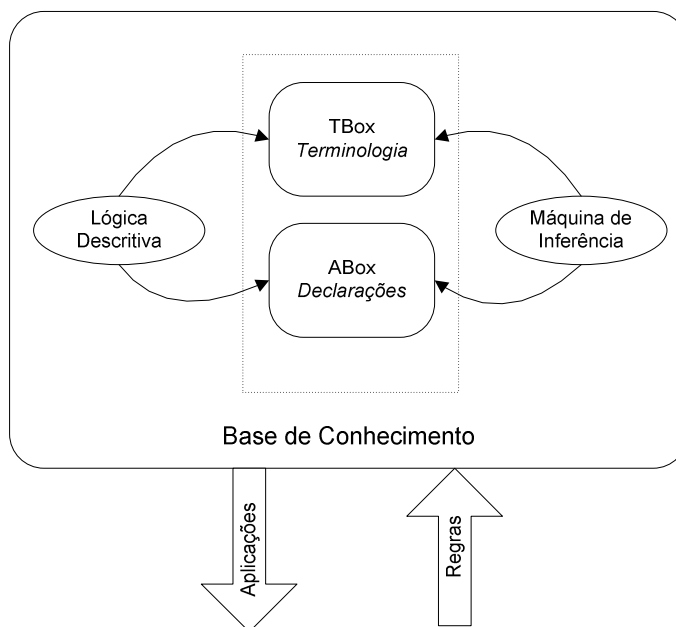 TBox
Terminologia
Lógica
Descritiva
Máquina de
Inferência
ABox
Declarações
Base de Conhecimento
Aplicações
Regras